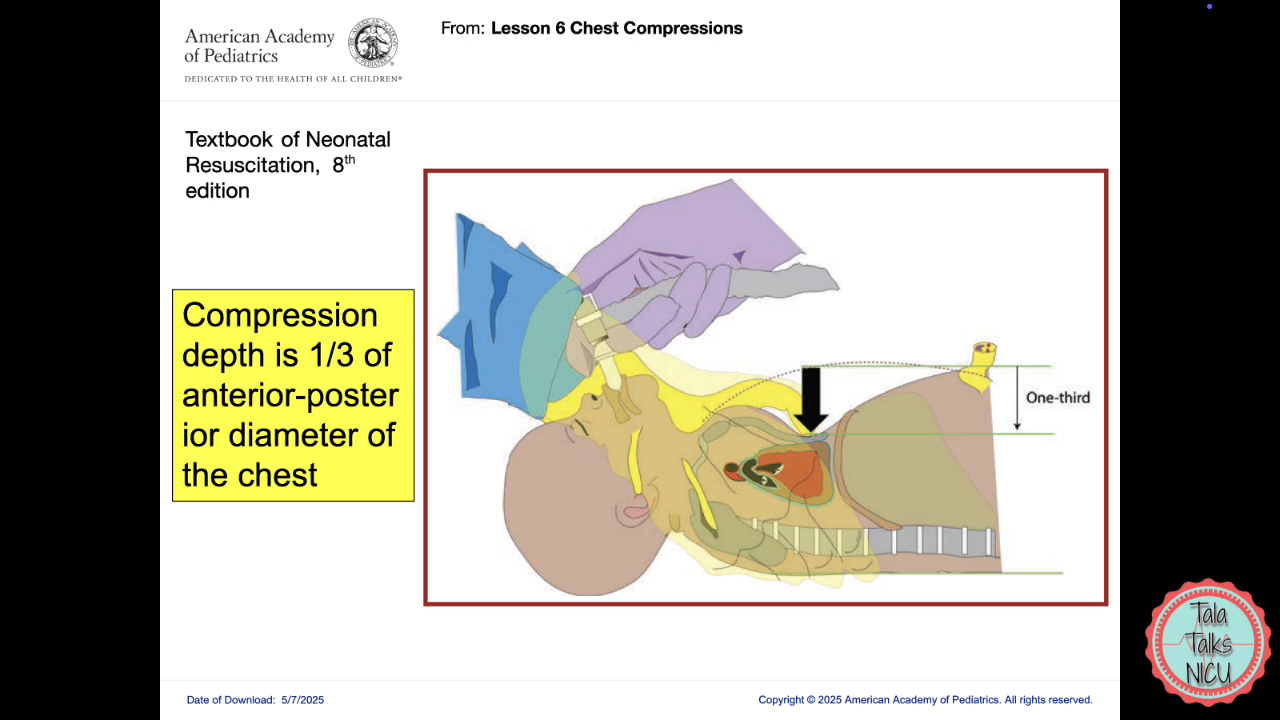 American Academy
of Pediatrics
DEDICATED TO THE HEALTH OF ALL CHILDREN®
From: Lesson 6 Chest Compressions
Textbook of Neonatal
Resuscitation, 8th
edition
Compression
depth is 1/3 of
anterior-poster
ior diameter of
the chest
One-third
Date of Download: 5/7/2025
Copyright © 2025 American Academy of Pediatrics. All rights reserved.
Tala
Talks
NICU